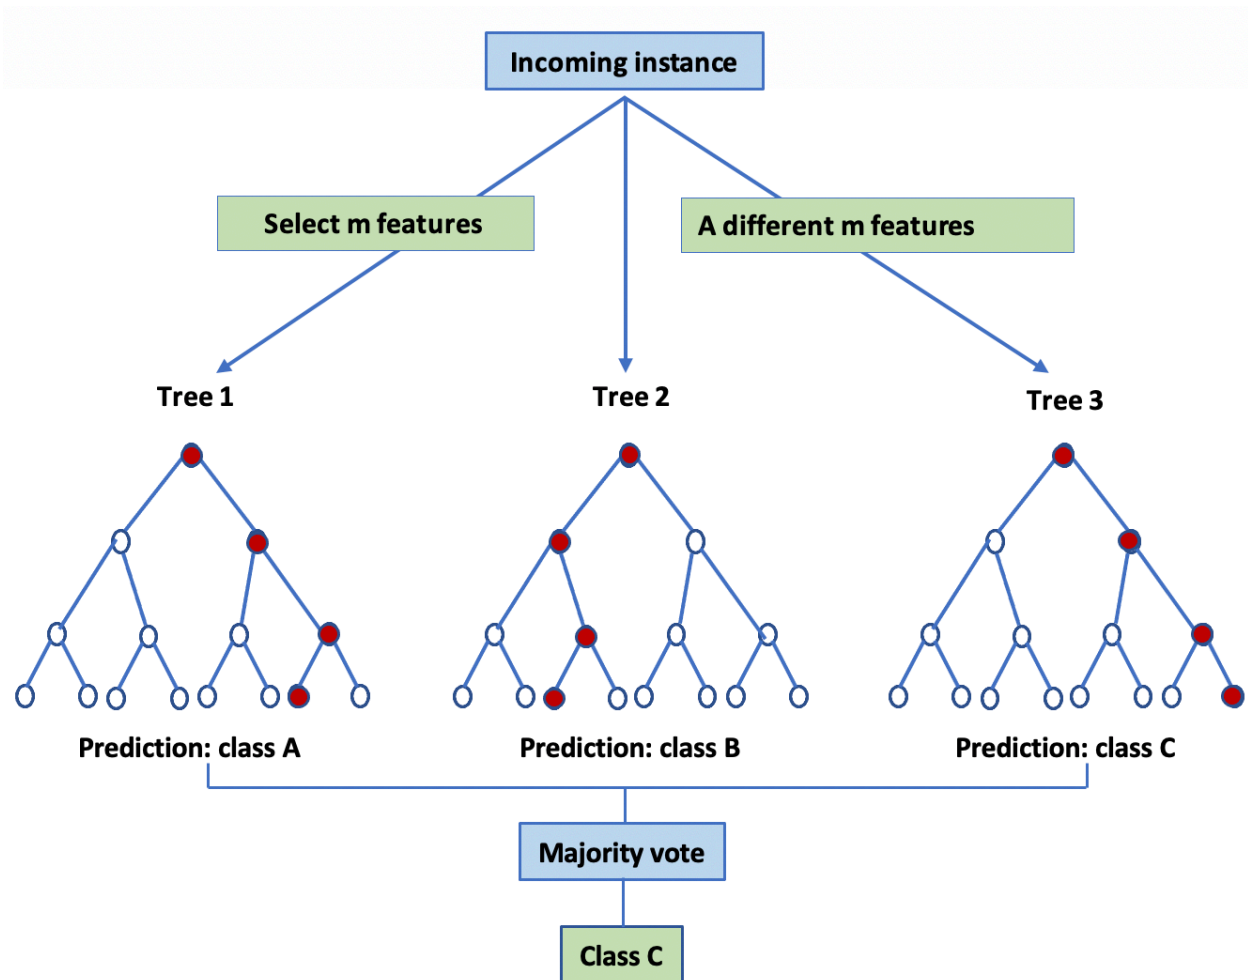 Incoming instance
Select m features
A different m features
Tree 1
Tree 2
Tree 3
Prediction: class A
Prediction: class B
Prediction: class C
Majority vote
Class C